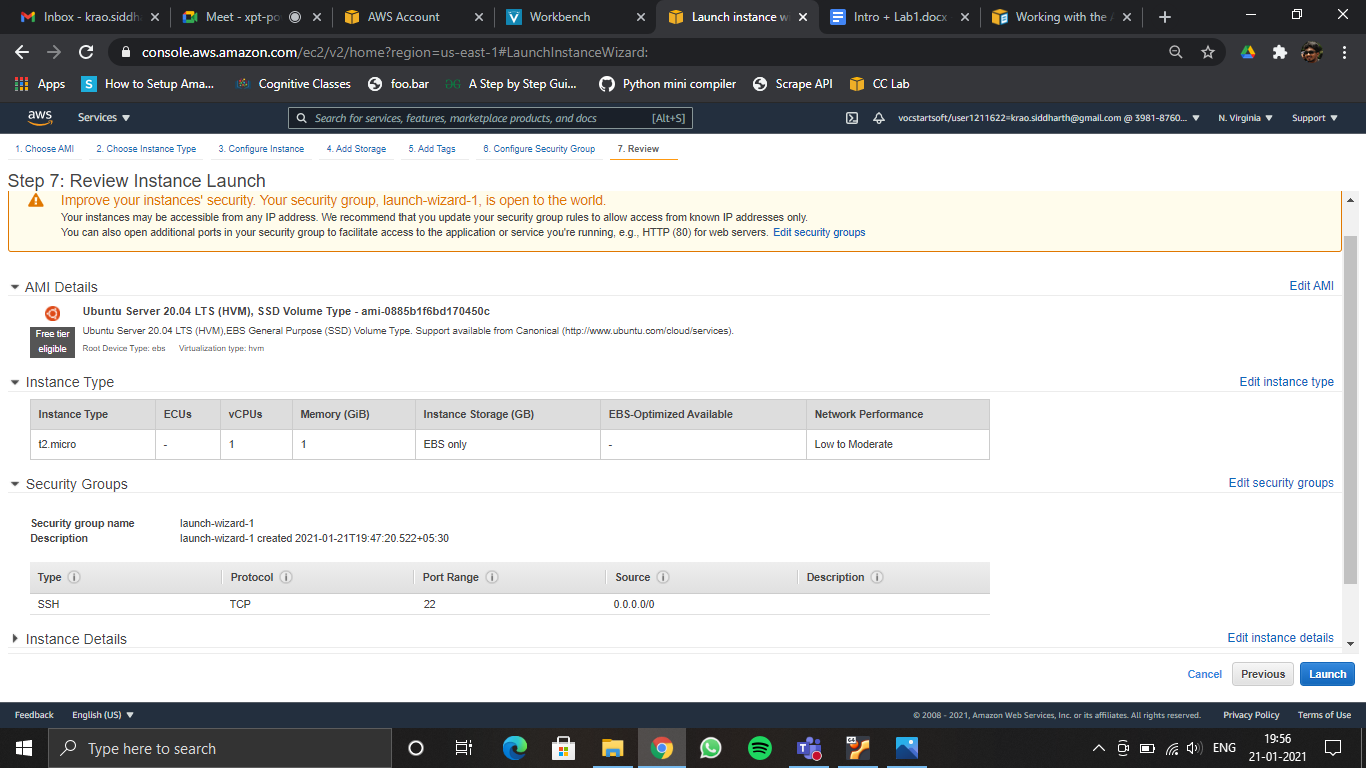 Inbox - krao.siddh
Meet - xpt-po
AWS Account
Workbench
Launch instance w
Intro + Lab1.docx
Working with the
console.aws.amazon.com/ec2/v2/home?region=us-east-1#LaunchInstanceWizard:
Apps
S How to Setup Ama...
Cognitive Classes
foo.bar
A Step by Step Gui...
Python mini compiler
Scrape API
CC Lab
aws
Services
Search for services, features, marketplace products, and docs [Alt+S]
vocstartsoft/user1211622=krao.siddharth@gmail.com @ 3981-8760...
N. Virginia
Support
1. Choose AMI
2. Choose Instance Type
3. Configure Instance
4. Add Storage
5. Add Tags
6. Configure Security Group
7. Review
Step 7: Review Instance Launch
Improve your instances' security. Your security group, launch-wizard-1, is open to the world.
Your instances may be accessible from any IP address. We recommend that you update your security group rules to allow access from known IP addresses only.
You can also open additional ports in your security group to facilitate access to the application or service you're running, e.g., HTTP (80) for web servers. Edit security groups
AMI Details
Edit AMI
Ubuntu Server 20.04 LTS (HVM), SSD Volume Type - ami-0885b1f6bd170450c
Free tier
eligible
Ubuntu Server 20.04 LTS (HVM),EBS General Purpose (SSD) Volume Type. Support available from Canonical (http://www.ubuntu.com/cloud/services).
Root Device Type: ebs Virtualization type: hvm
Instance Type
Edit instance type
Instance Type ECUs vCPUs Memory (GiB) Instance Storage (GB) EBS-Optimized Available Network Performance
t2.micro - 1 1 EBS only - Low to Moderate
Security Groups
Edit security groups
Security group name launch-wizard-1
Description launch-wizard-1 created 2021-01-21T19:47:20.522+05:30
Type Protocol Port Range Source Description
SSH TCP 22 0.0.0.0/0
Instance Details
Edit instance details
Cancel Previous Launch
Feedback English (US)
© 2008 - 2021, Amazon Web Services, Inc. or its affiliates. All rights reserved. Privacy Policy Terms of Use
Type here to search
ENG
19:56
21-01-2021